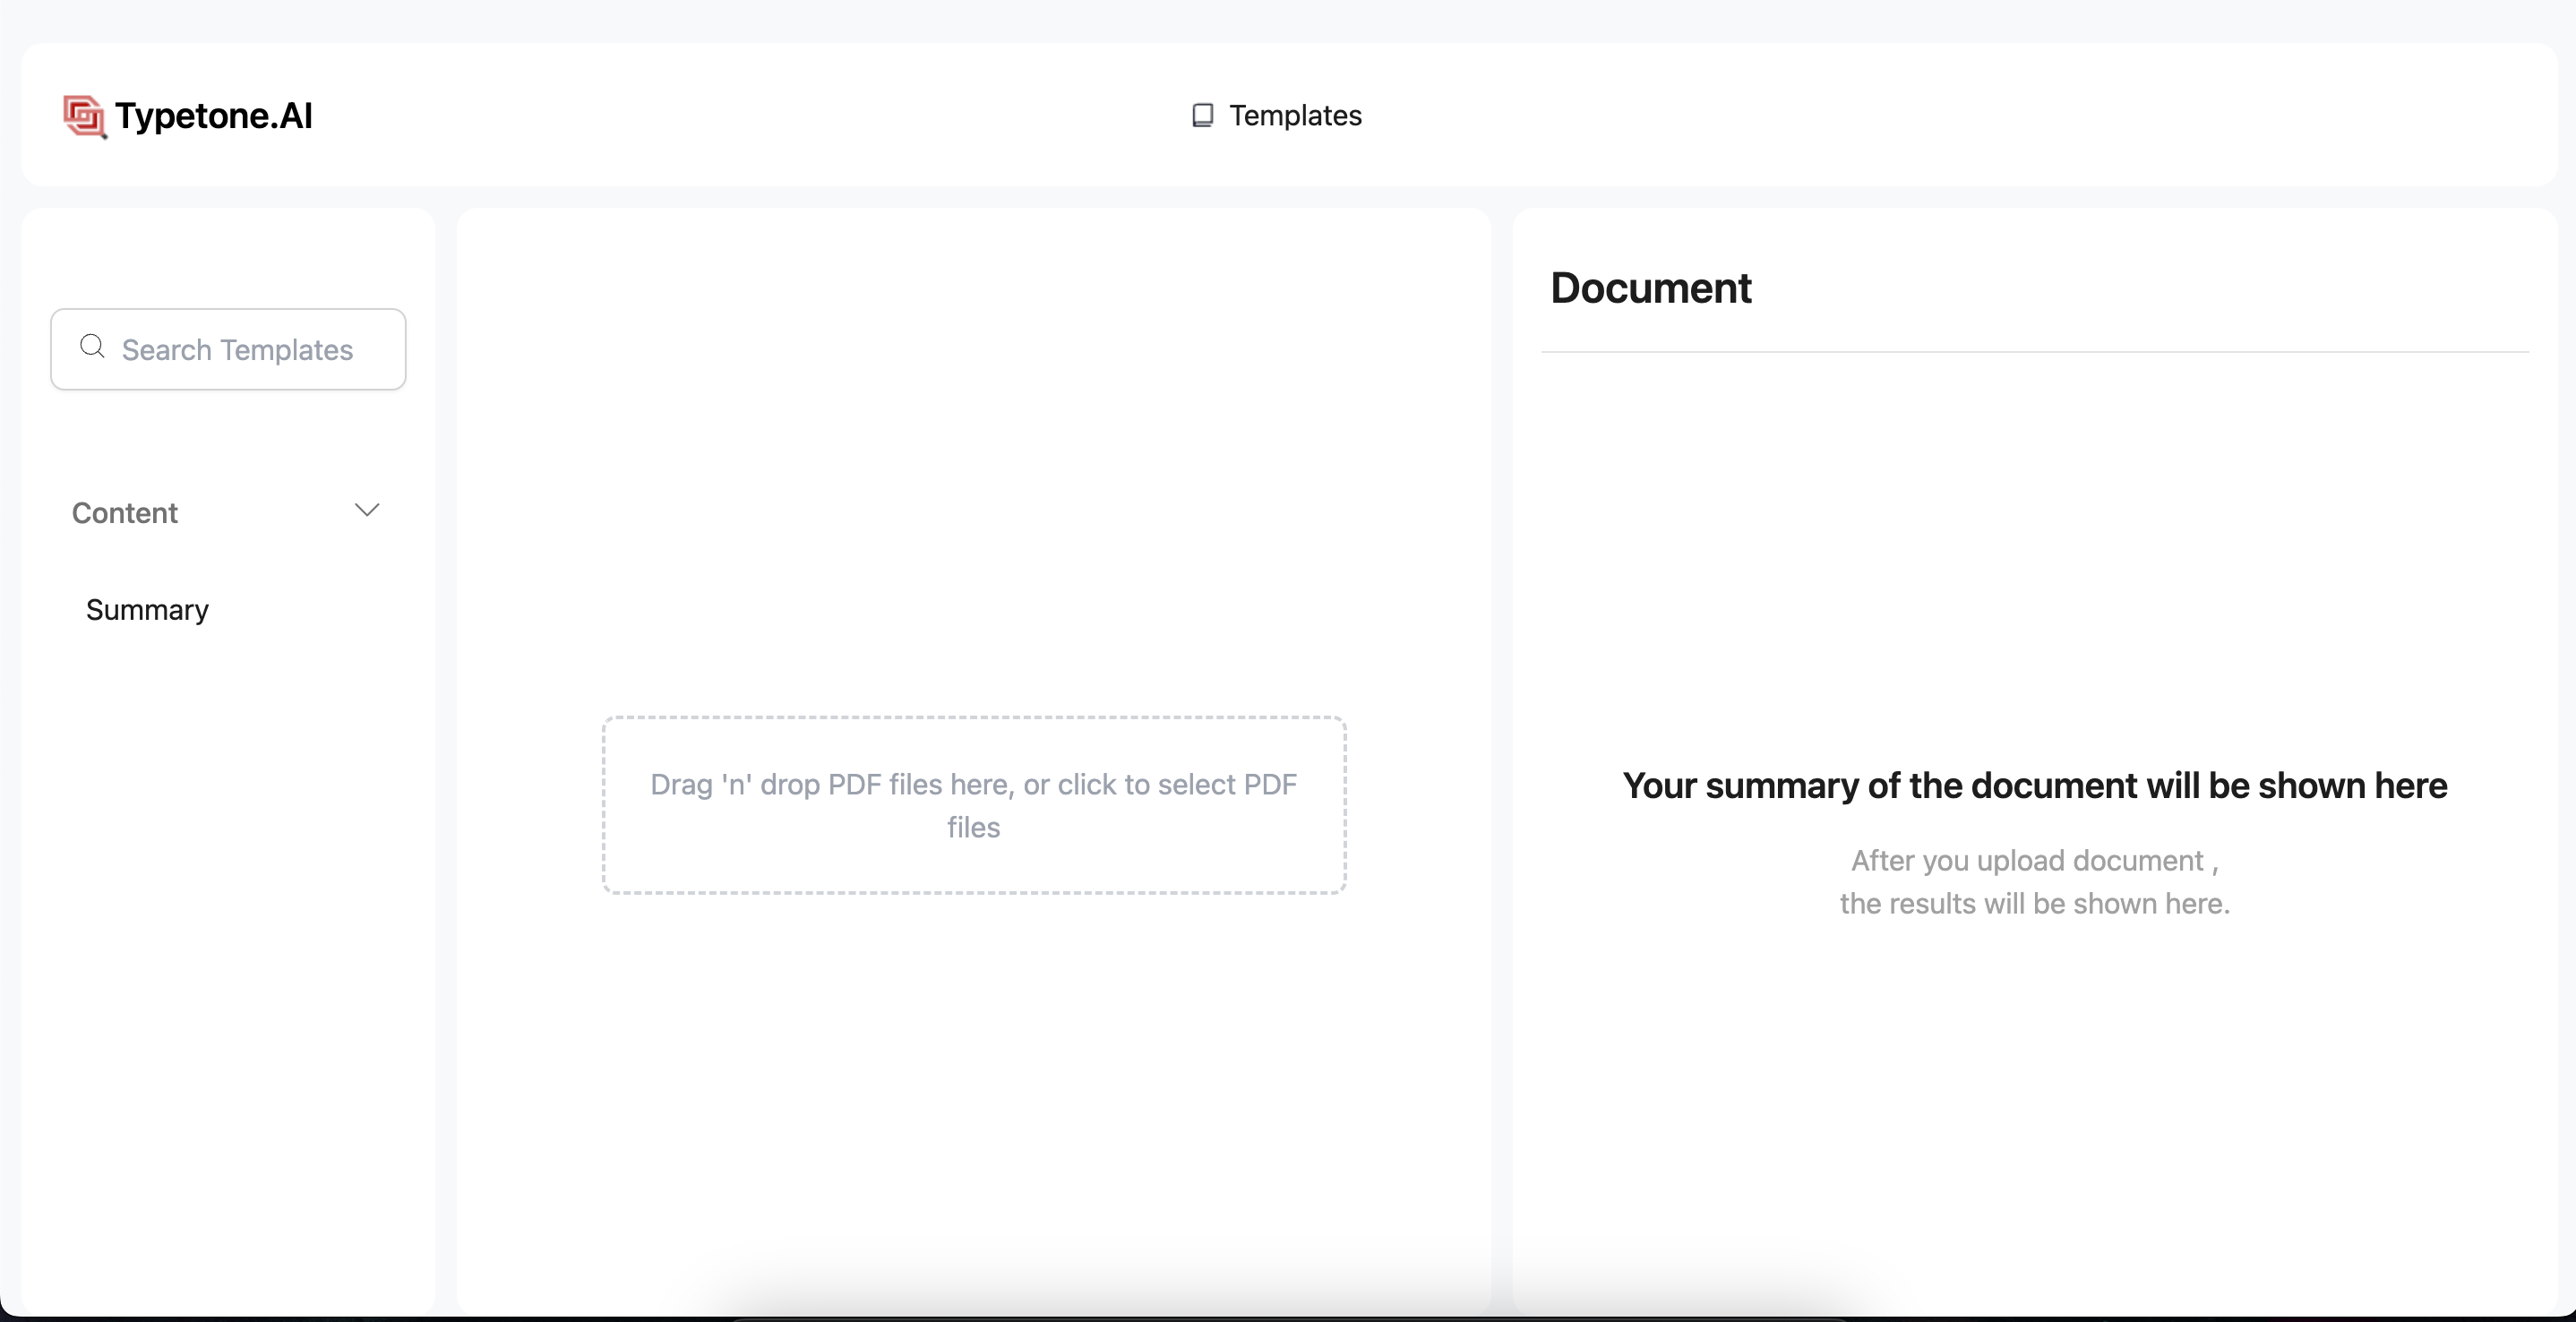 Typetone.AI
Templates
Search Templates
Content
Summary
Drag 'n' drop PDF files here, or click to select PDF
files
Document
Your summary of the document will be shown here
After you upload document ,
the results will be shown here.